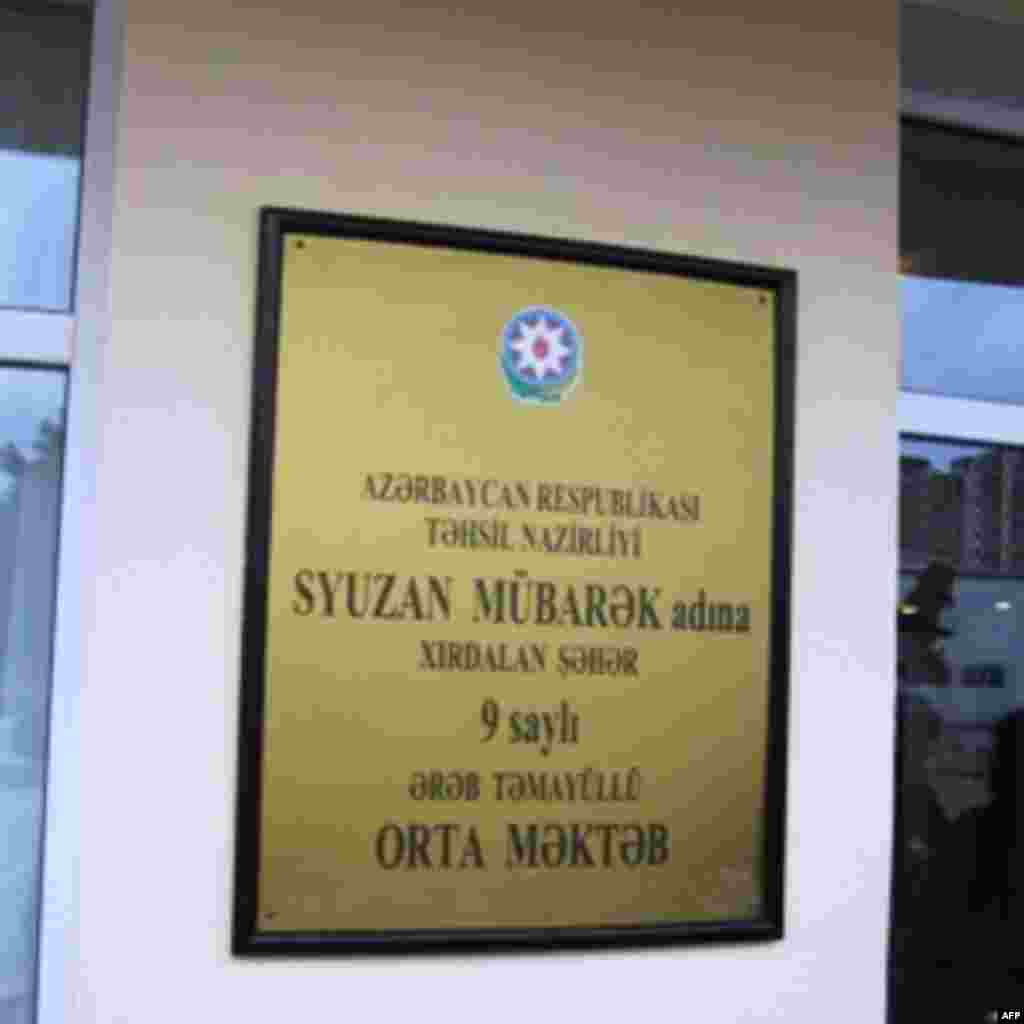 AZƏRBAYCAN RESPUBLİKASI
TƏHSİL NAZİRLİYİ
SYUZAN MÜBARƏK adına
XIRDALAN ŞƏHƏR
9 saylı
ƏRƏB TƏMAYÜLLÜ
ORTA MƏKTƏB
AFP